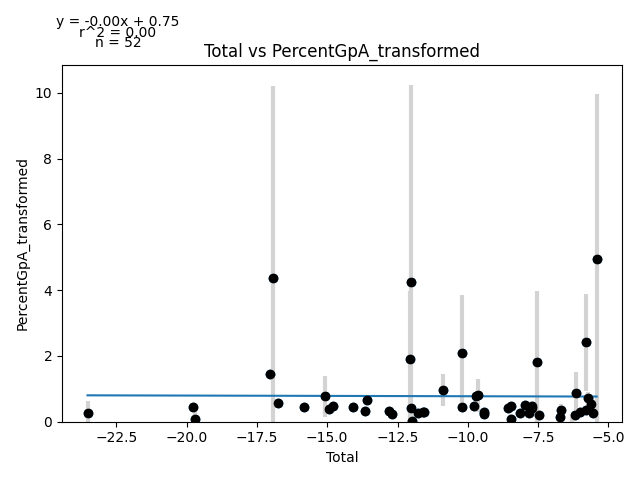 y = -0.00x + 0.75
r^2 = 0.00
n = 52
Total vs PercentGpA_transformed
PercentGpA_transformed
10
8
6
4
2
0
−22.5 −20.0 −17.5 −15.0 −12.5 −10.0 −7.5 −5.0
Total